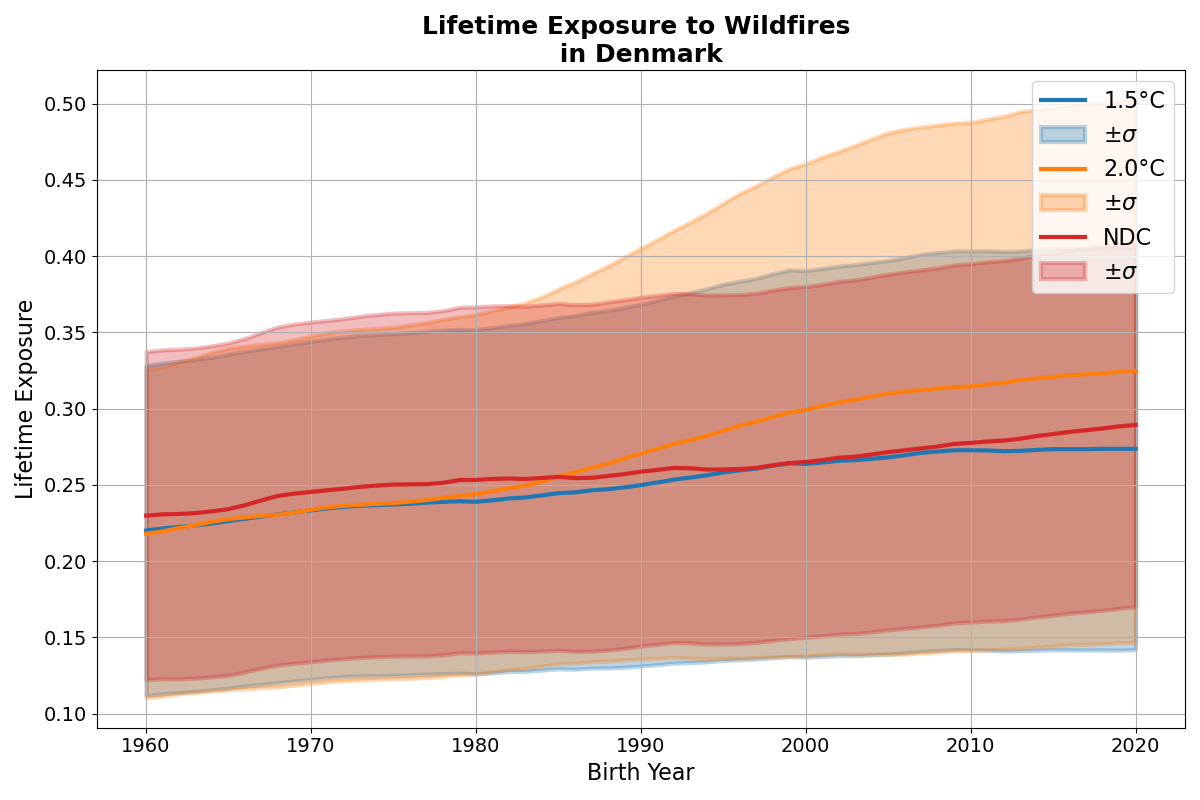 Lifetime Exposure to Wildfires
in Denmark
1.5°C
±σ
2.0°C
±σ
NDC
±σ
Lifetime Exposure
0.50
0.45
0.40
0.35
0.30
0.25
0.20
0.15
0.10
1960 1970 1980 1990 2000 2010 2020
Birth Year